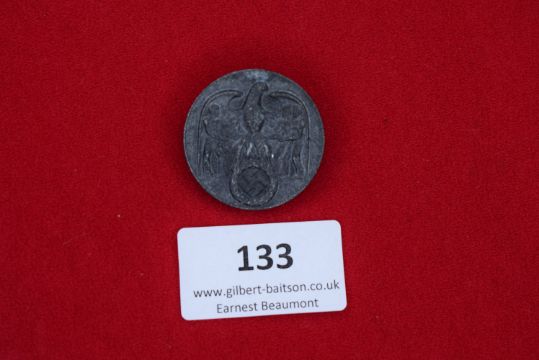 133
www.gilbert-baitson.co.uk
Earnest Beaumont